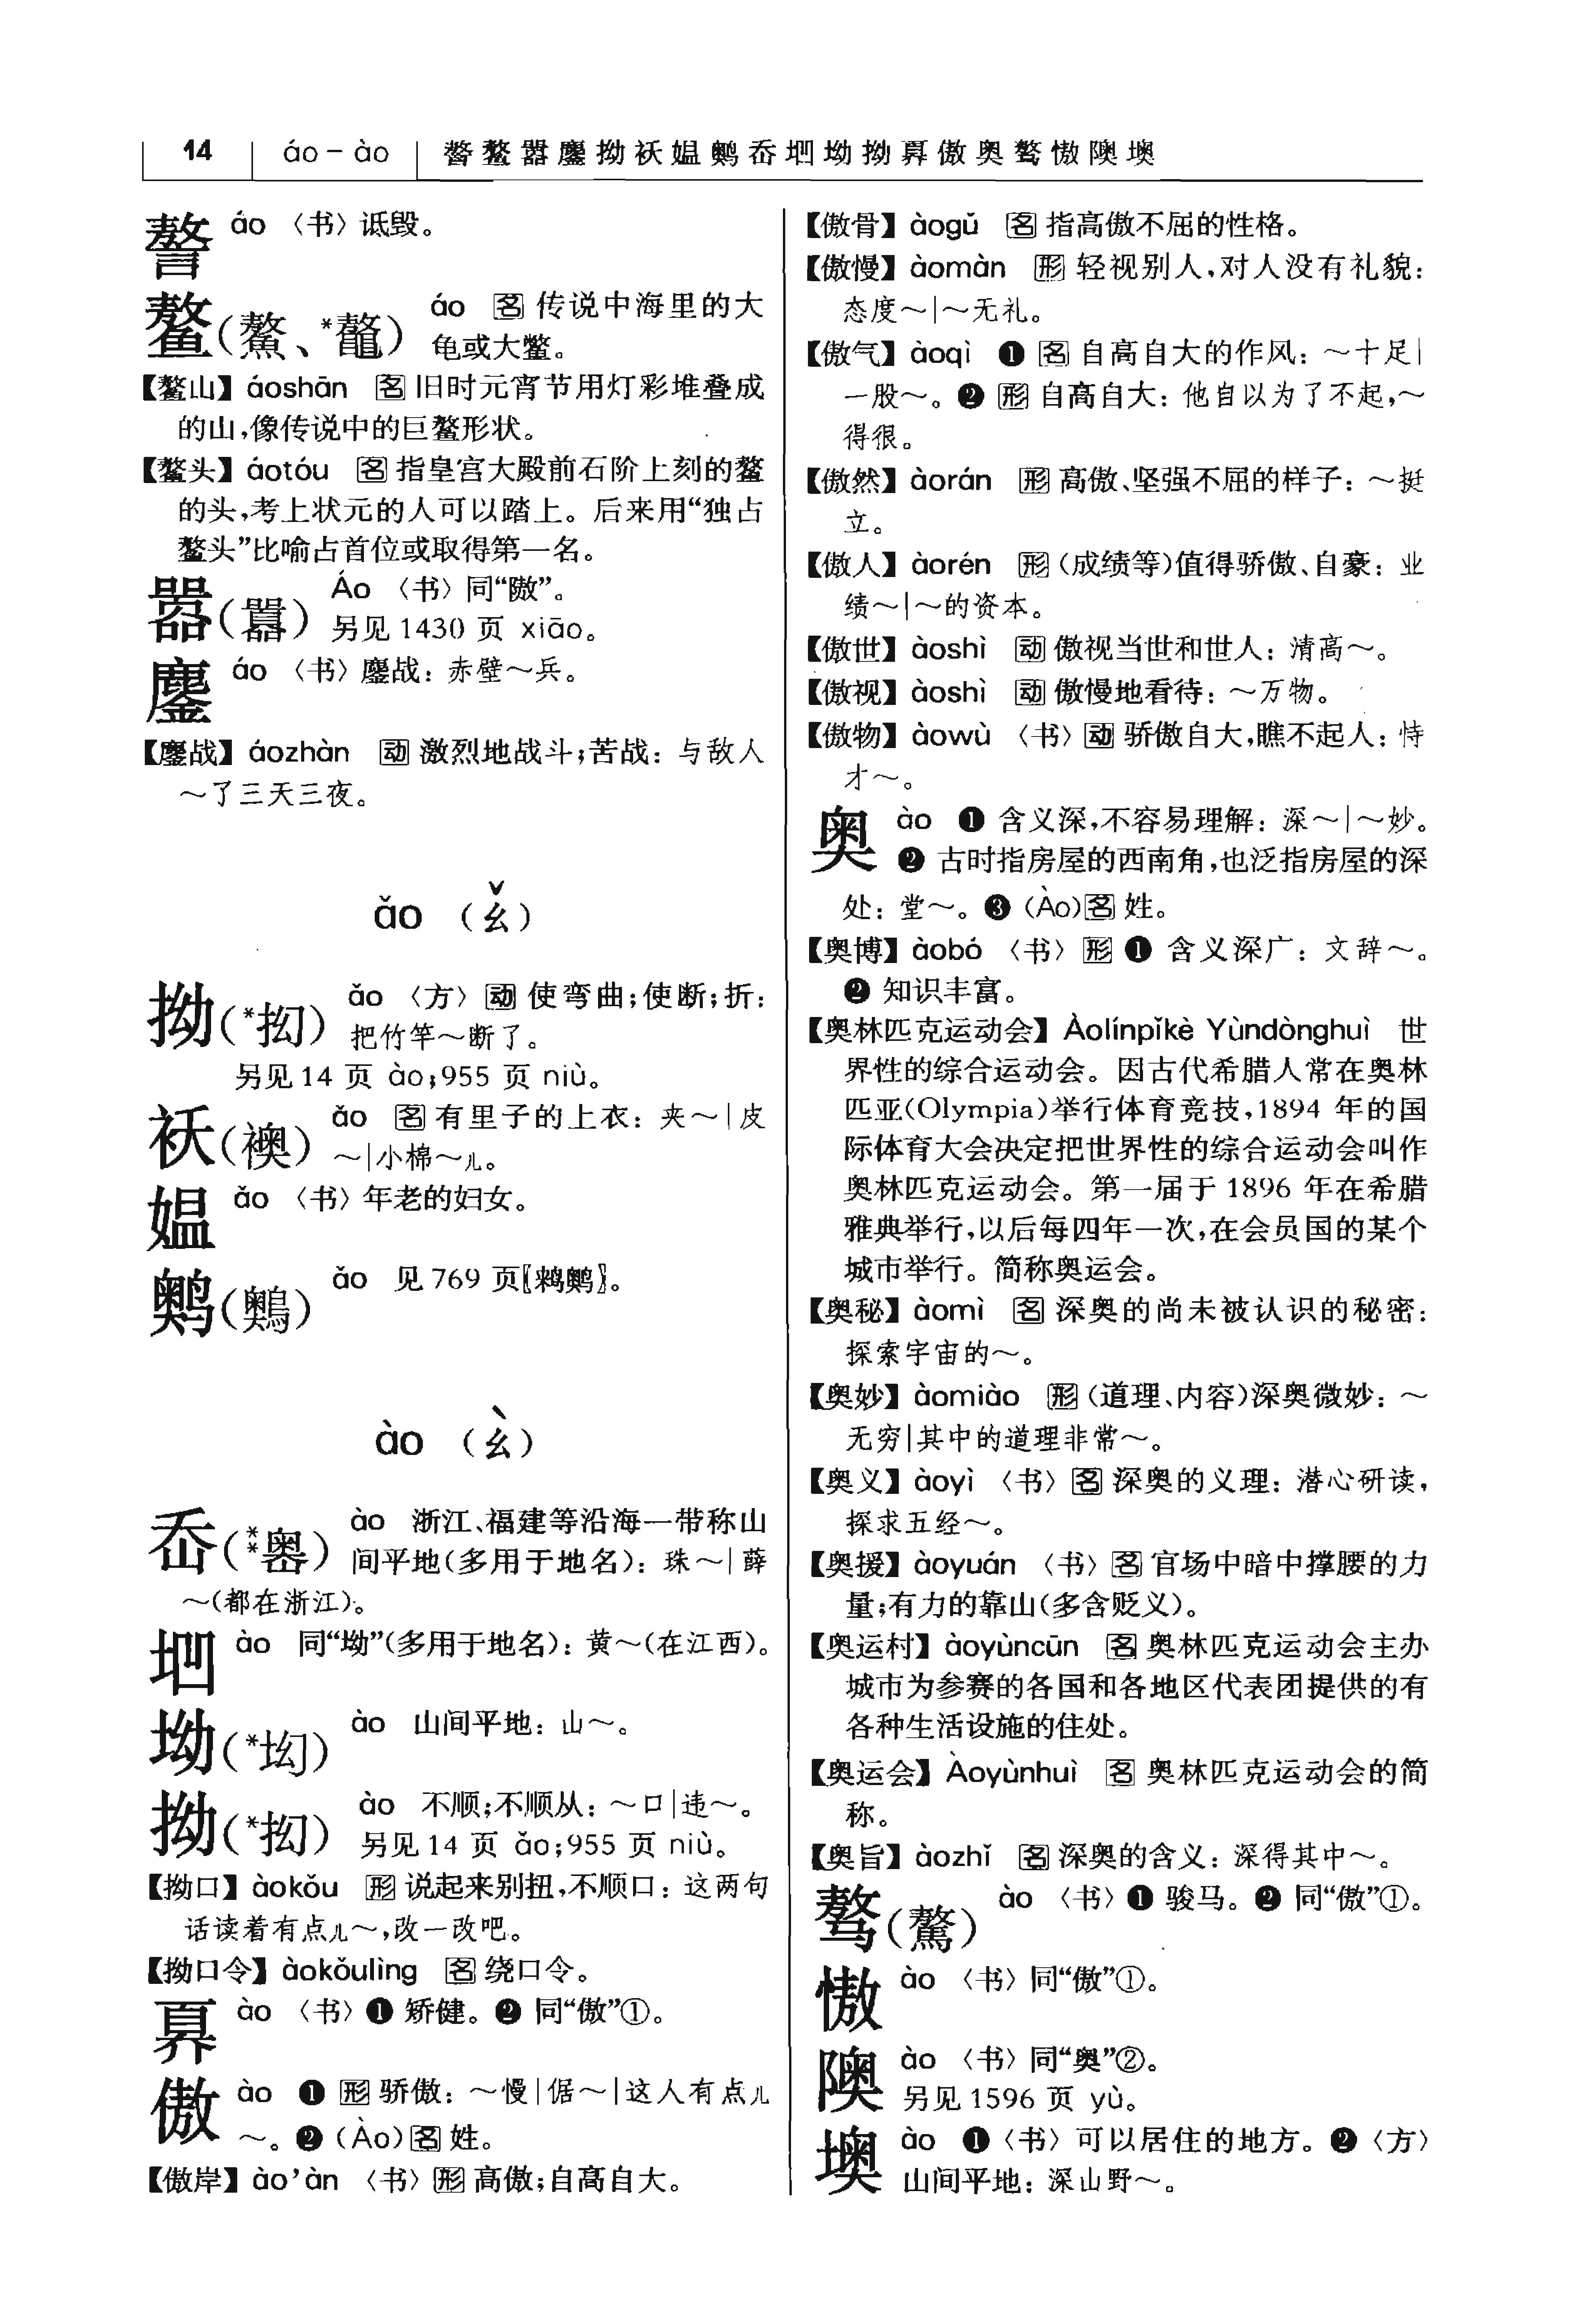 14 áo－ào 謷鳌嚣鏖拗袄媪鹲岙垇坳拗奡傲奥骜慠隩墺
謷 áo 〈书〉诋毁。
鳌(鰲、*鼇) áo 名 传说中海里的大
龟或大鳖。
【鳌山】áoshān 名 旧时元宵节用灯彩堆叠成
的山,像传说中的巨鳌形状。
【鳌头】áotóu 名 指皇宫大殿前石阶上刻的鳌
的头,考上状元的人可以踏上。后来用“独占
鳌头”比喻占首位或取得第一名。
嚣(囂) Áo 〈书〉同“隞”。
另见1430 页 xiāo。
鏖 áo 〈书〉鏖战：赤壁～兵。
【鏖战】áozhàn 动 激烈地战斗;苦战：与敌人
～了三天三夜。
ǎo （ㄠˇ）
拗(*抝) ǎo 〈方〉动 使弯曲;使断;折：
把竹竿～断了。
另见14 页 ào;955 页 niù。
袄(襖) ǎo 名 有里子的上衣：夹～|皮
～|小棉～儿。
媪 ǎo 〈书〉年老的妇女。
ǎo 见 769 页
ào （ㄠˋ）
岙(**嶴) ào 浙江、福建等沿海一带称山
间平地(多用于地名)：珠～|薛
～(都在浙江)。
垇 ào 同“坳”(多用于地名)：黄～(在江西)。
坳(*㘭) ào 山间平地：山～。
拗(*抝) ào 不顺;不顺从：～口|违～。
另见14 页 ǎo;955 页 niù。
【拗口】àokǒu 形 说起来别扭,不顺口：这两句
话读着有点儿～,改一改吧。
【拗口令】àokǒulìng 名 绕口令。
奡 ào 〈书〉❶ 矫健。❷ 同“傲”①。
傲 ào ❶ 形 骄傲：～慢|倨～|这人有点儿
～。❷ (Ào)名 姓。
【傲岸】ào’àn 〈书〉形 高傲;自高自大。
【傲骨】àogǔ 名 指高傲不屈的性格。
【傲慢】àomàn 形 轻视别人,对人没有礼貌：
态度～|～无礼。
【傲气】àoqì ❶ 名 自高自大的作风：～十足|
一股～。❷ 形 自高自大：他自以为了不起,～
得很。
【傲然】àorán 形 高傲、坚强不屈的样子：～挺
立。
【傲人】àorén 形 (成绩等)值得骄傲、自豪：业
绩～|～的资本。
【傲世】àoshì 动 傲视当世和世人：清高～。
【傲视】àoshì 动 傲慢地看待：～万物。
【傲物】àowù 〈书〉动 骄傲自大,瞧不起人：恃
才～。
奥 ào ❶ 含义深,不容易理解：深～|～妙。
❷ 古时指房屋的西南角,也泛指房屋的深
处：堂～。❸ (Ào)名 姓。
【奥博】àobó 〈书〉形 ❶ 含义深广：文辞～。
❷ 知识丰富。
【奥林匹克运动会】Àolínpǐkè Yùndònghuì 世
界性的综合运动会。因古代希腊人常在奥林
匹亚(Olympia)举行体育竞技,1894 年的国
际体育大会决定把世界性的综合运动会叫作
奥林匹克运动会。第一届于 1896 年在希腊
雅典举行,以后每四年一次,在会员国的某个
城市举行。简称奥运会。
【奥秘】àomì 名 深奥的尚未被认识的秘密：
探索宇宙的～。
【奥妙】àomiào 形 (道理、内容)深奥微妙：～
无穷|其中的道理非常～。
【奥义】àoyì 〈书〉名 深奥的义理：潜心研读,
探求五经～。
【奥援】àoyuán 〈书〉名 官场中暗中撑腰的力
量;有力的靠山(多含贬义)。
【奥运村】àoyùncūn 名 奥林匹克运动会主办
城市为参赛的各国和各地区代表团提供的有
各种生活设施的住处。
【奥运会】Àoyùnhuì 名 奥林匹克运动会的简
称。
【奥旨】àozhǐ 名 深奥的含义：深得其中～。
骜(驁) ào 〈书〉❶ 骏马。❷ 同“傲”①。
慠 ào 〈书〉同“傲”①。
隩 ào 〈书〉同“奥”②。
另见1596 页 yù。
墺 ào ❶〈书〉可以居住的地方。❷〈方〉
山间平地：深山野～。